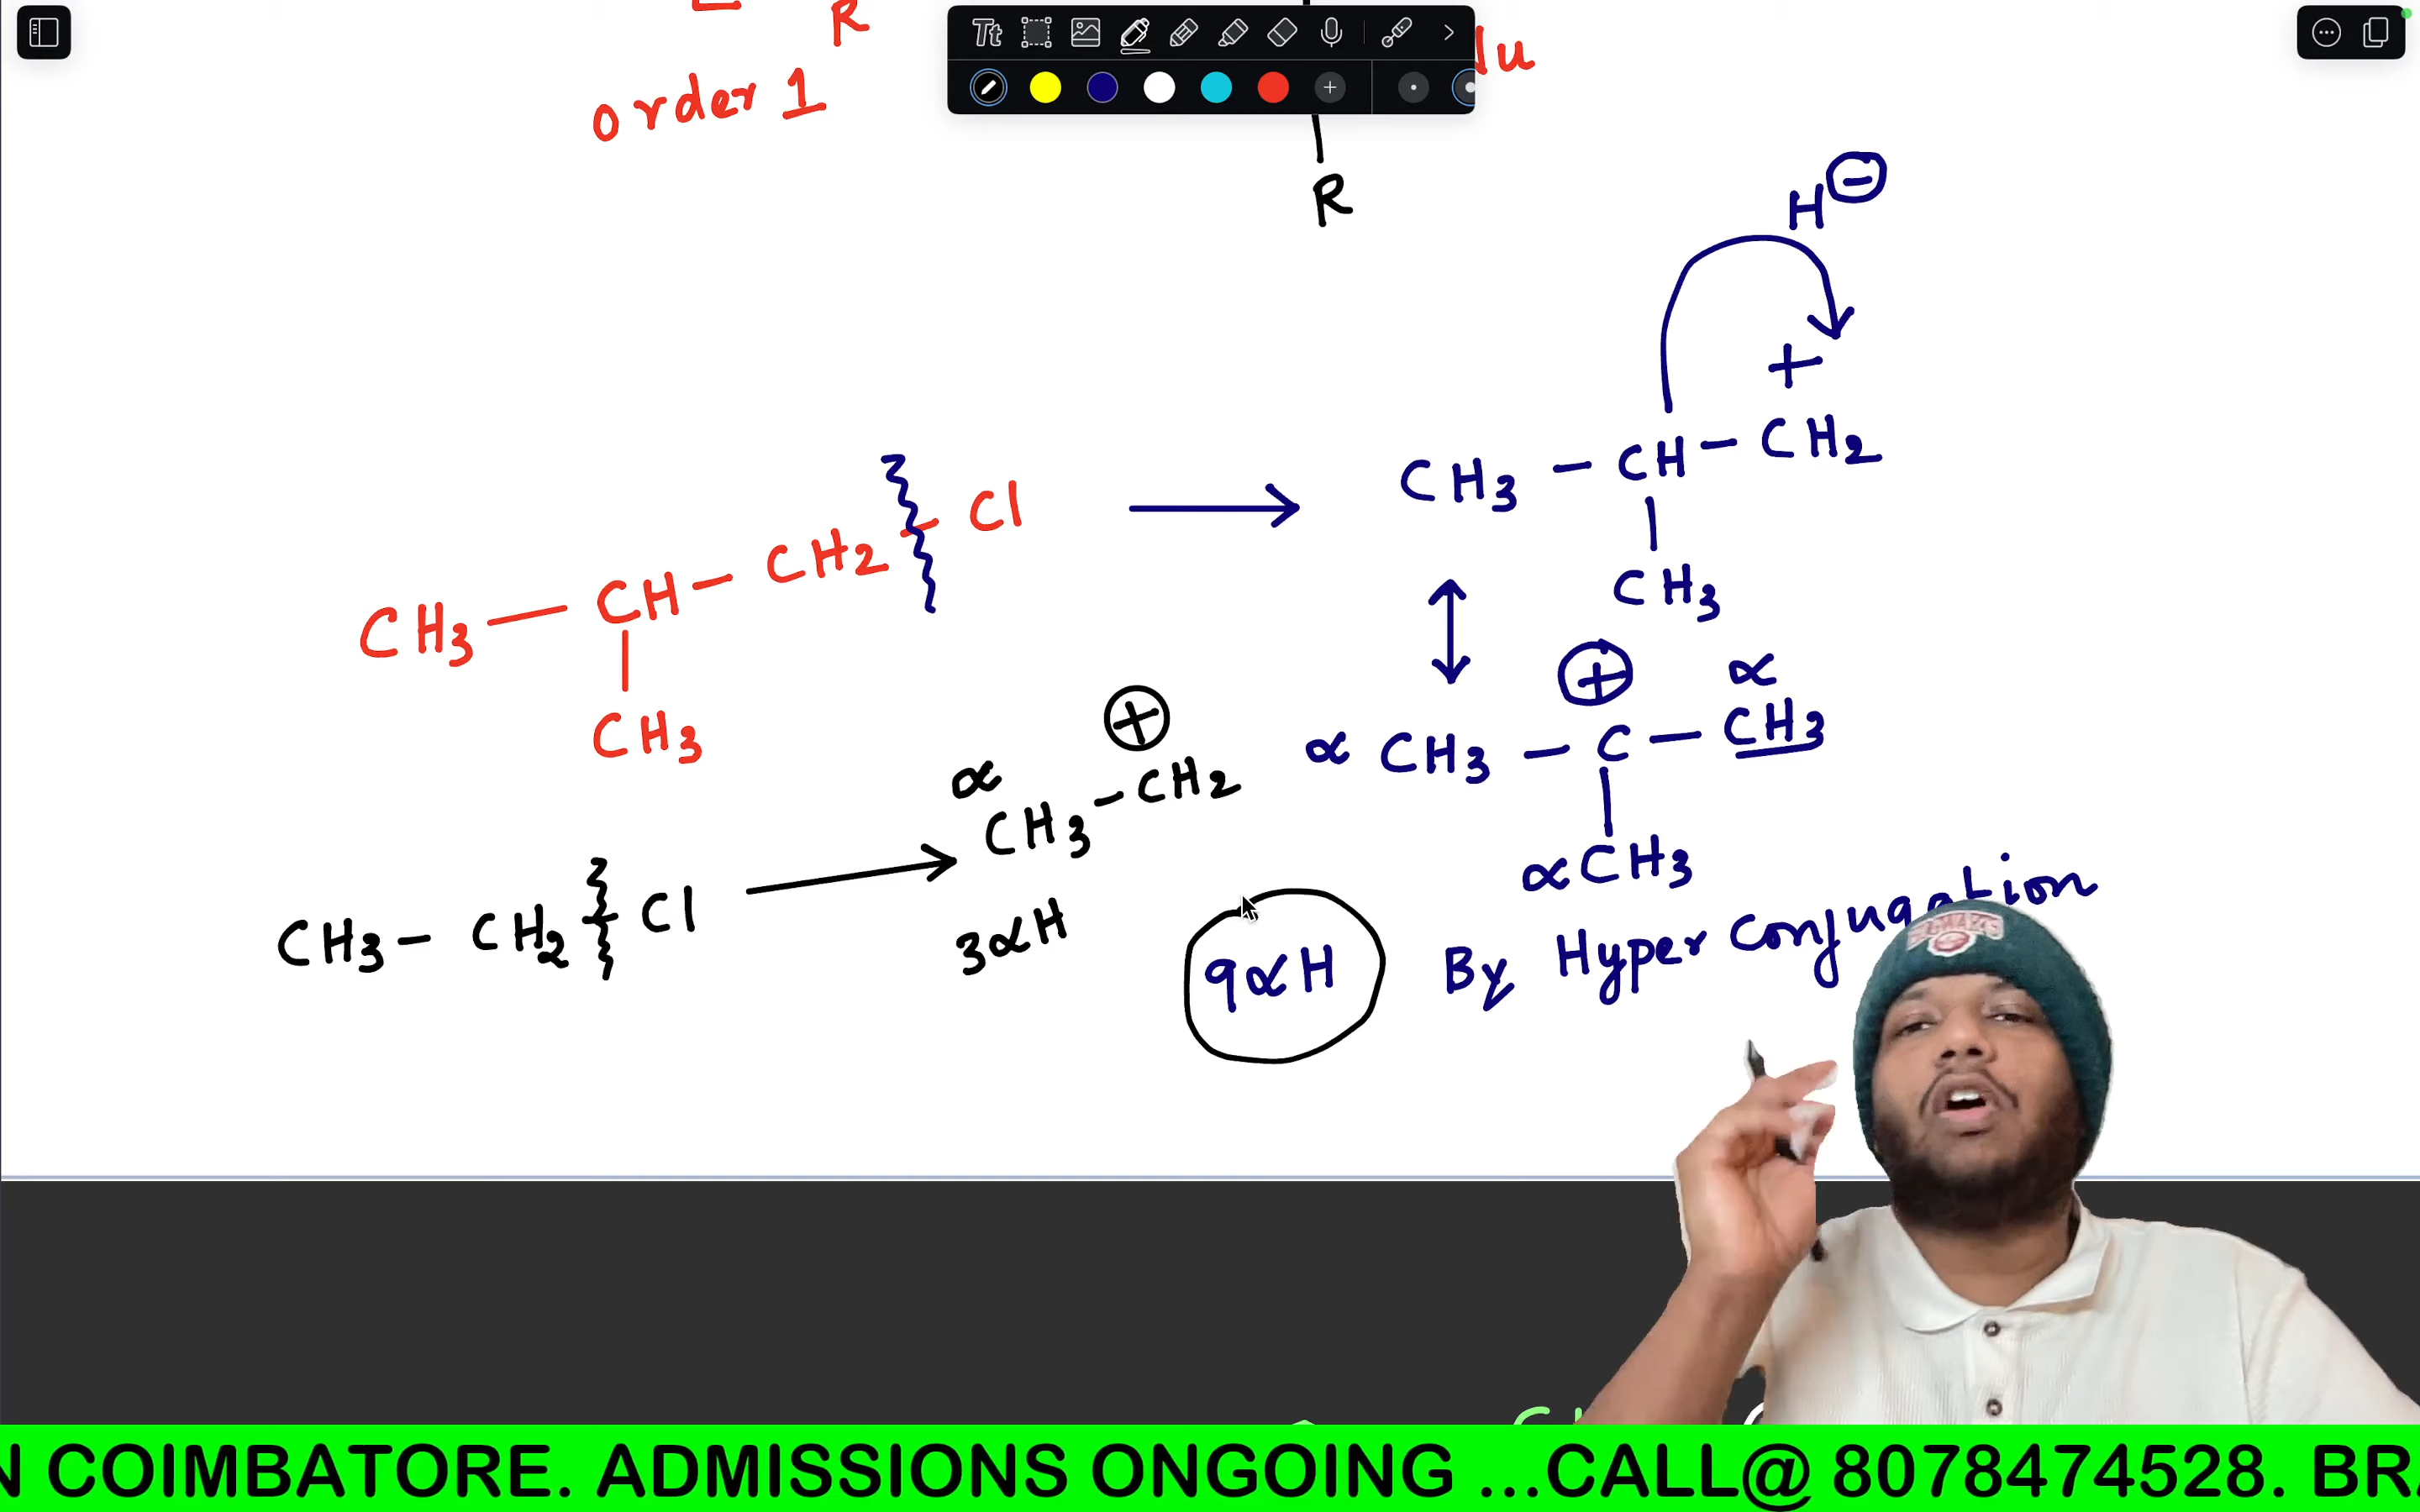 R
Tt
order 1
R
H⊖
+
CH3 – CH – CH2
|
CH3
CH3 — CH – CH2 – Cl
|
CH3
⊕
α CH3 – C – CH3 α
|
α CH3
⊕
α
CH3 – CH2
CH3 – CH2 – Cl
3αH
9αH
By Hyper Conjugation
N COIMBATORE. ADMISSIONS ONGOING ...CALL@ 8078474528. BR